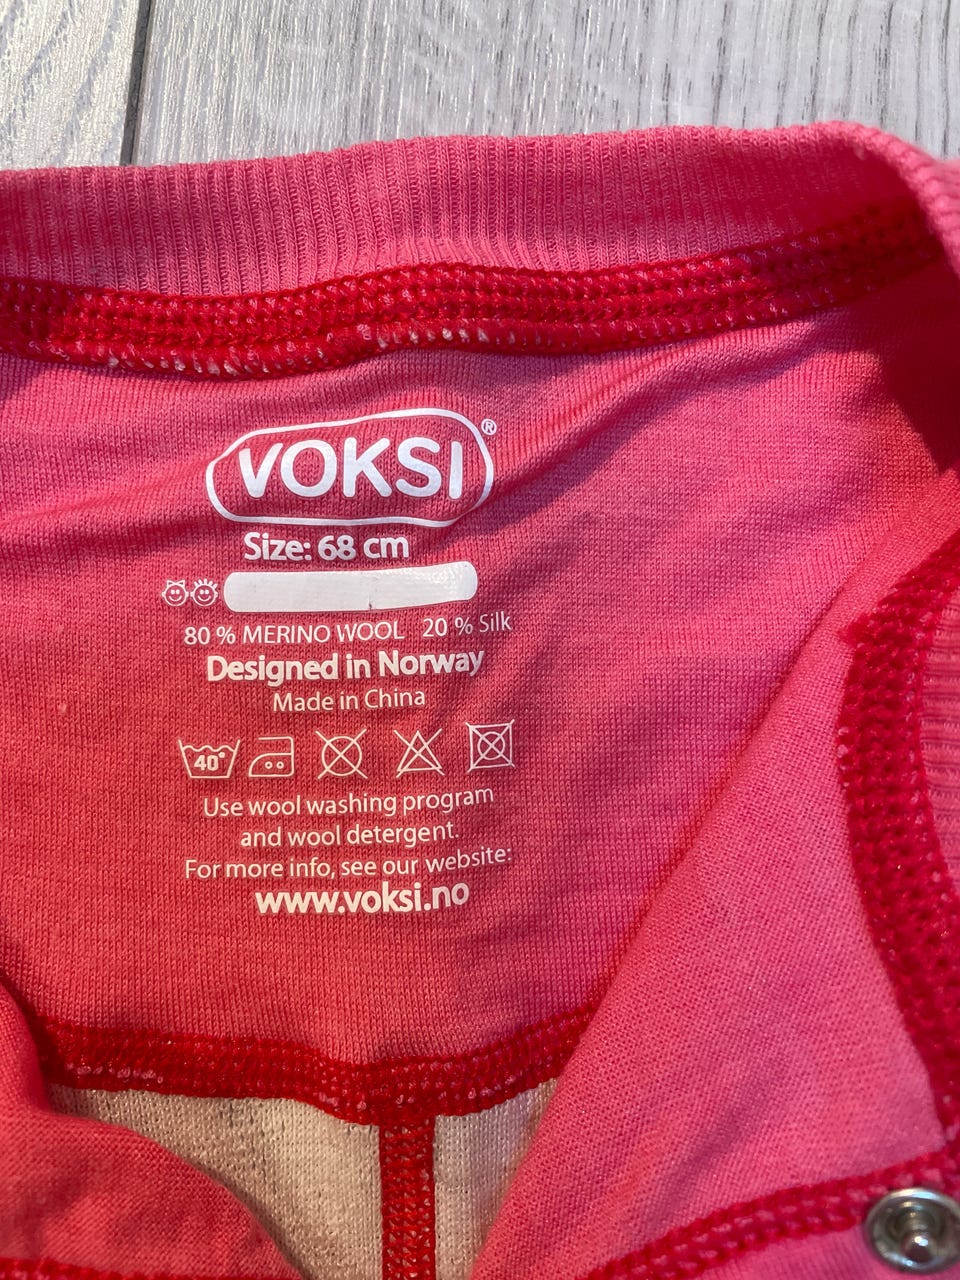 VOKSI®
Size: 68 cm
80 % MERINO WOOL 20 % Silk
Designed in Norway
Made in China
40°
Use wool washing program
and wool detergent.
For more info, see our website:
www.voksi.no